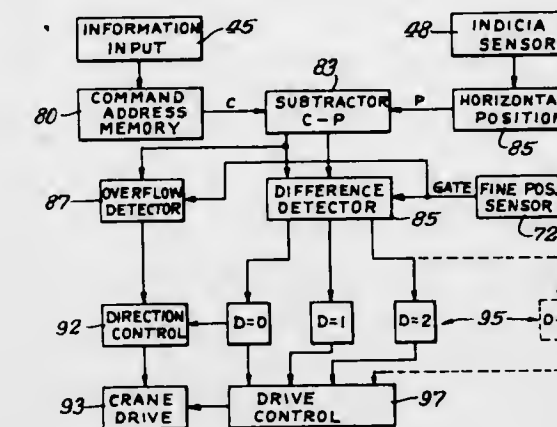 INFORMATION
INPUT
45
48
INDICIA
SENSOR
80
COMMAND
ADDRESS
MEMORY
C
83
SUBTRACTOR
C-P
P
HORIZONTA
POSITION
85
87
OVERFLOW
DETECTOR
DIFFERENCE
DETECTOR
85
GATE
FINE POS.
SENSOR
72
92
DIRECTION
CONTROL
D=0
D=1
D=2
95
D=
93
CRANE
DRIVE
DRIVE
CONTROL
97